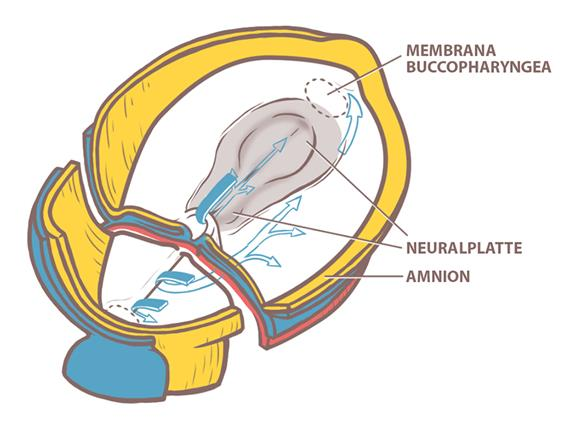 MEMBRANA
BUCCOPHARYNGEA
NEURALPLATTE
AMNION